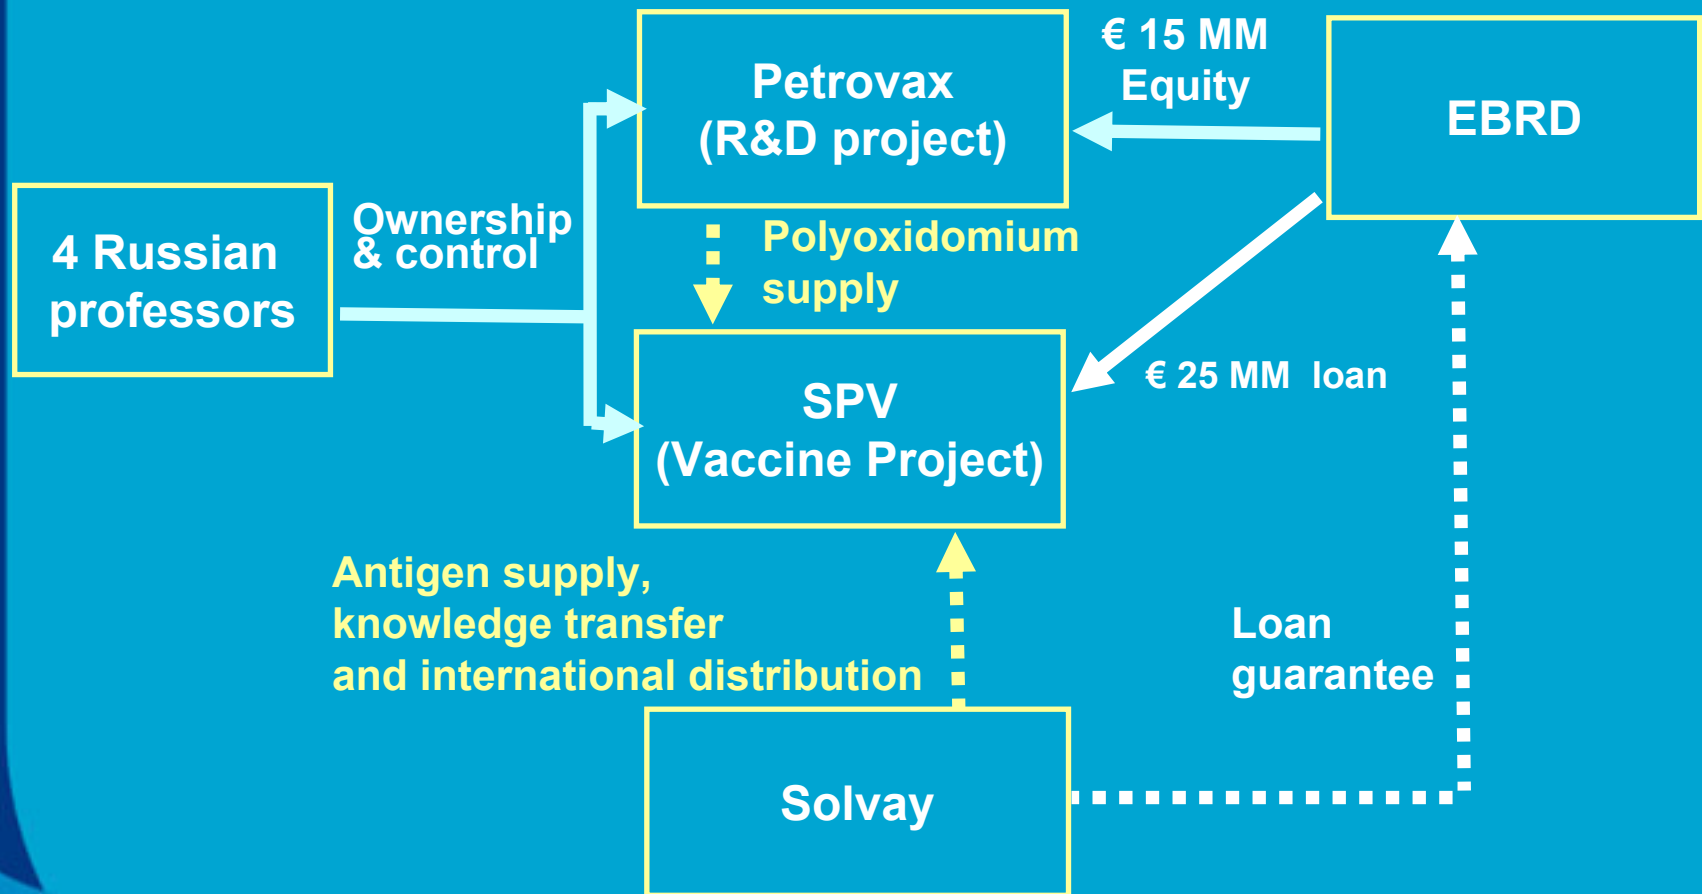 Petrovax
(R&D project)
€ 15 MM
Equity
EBRD
4 Russian
professors
Ownership
& control
Polyoxidomium
supply
SPV
(Vaccine Project)
€ 25 MM loan
Antigen supply,
knowledge transfer
and international distribution
Loan
guarantee
Solvay